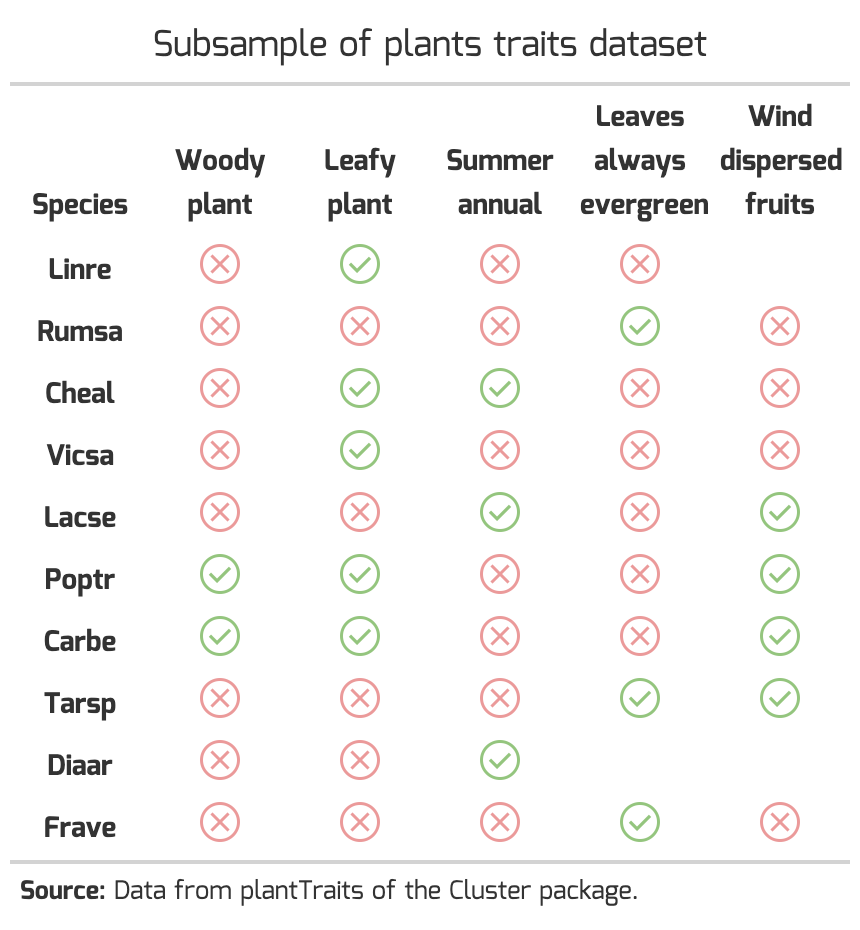 Subsample of plants traits dataset
Species Woody plant Leafy plant Summer annual Leaves always evergreen Wind dispersed fruits
Linre
Rumsa
Cheal
Vicsa
Lacse
Poptr
Carbe
Tarsp
Diaar
Frave
Source: Data from plantTraits of the Cluster package.